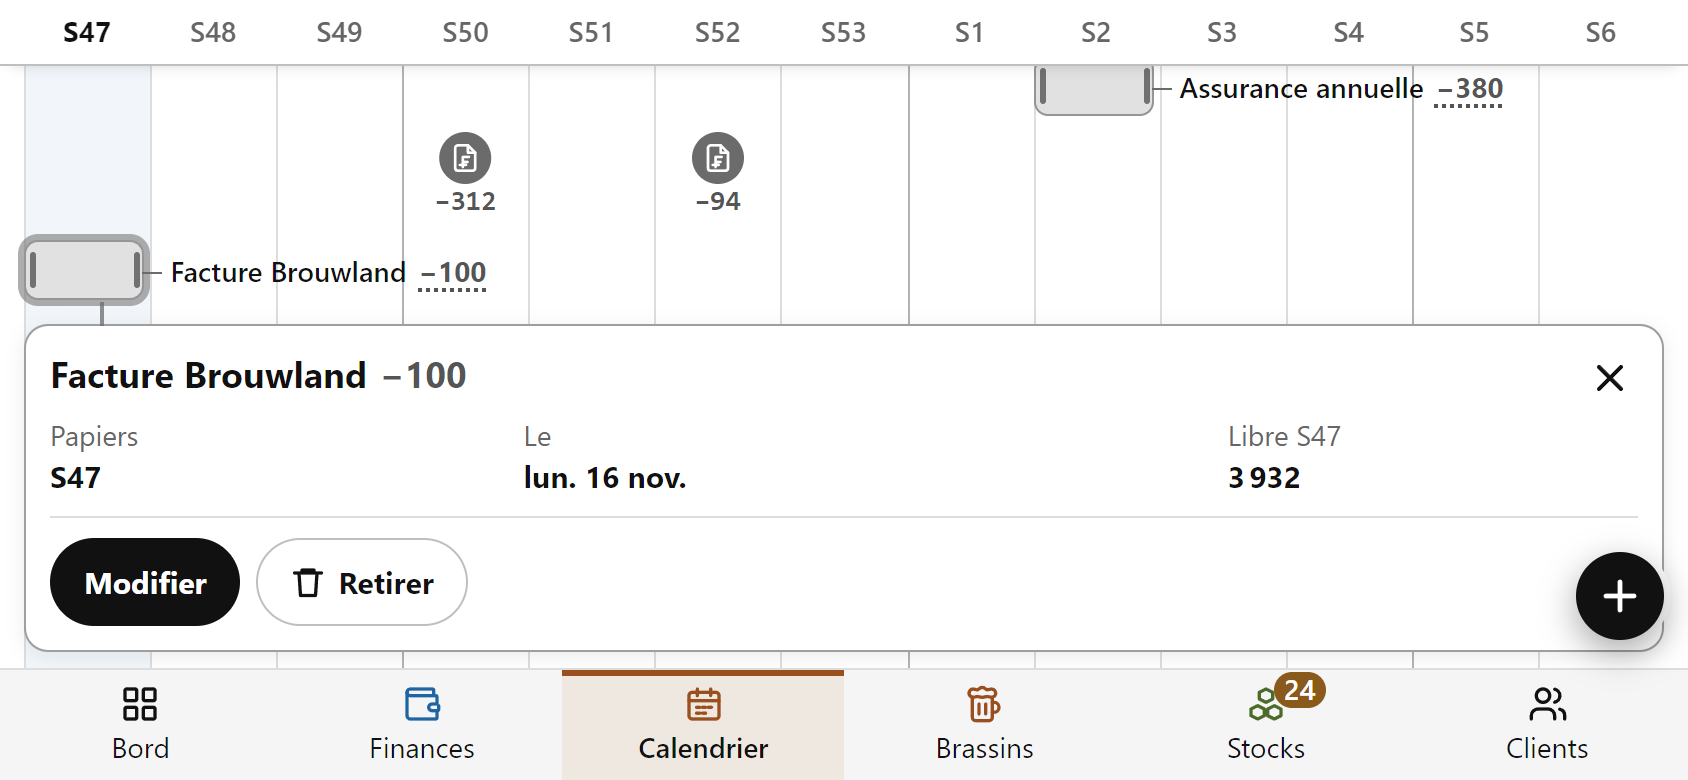 S47 S48 S49 S50 S51 S52 S53 S1 S2 S3 S4 S5 S6
Assurance annuelle −380
−312 −94
Facture Brouwland −100
Facture Brouwland −100
Papiers Le Libre S47
S47 lun. 16 nov. 3 932
Modifier Retirer
24
Bord Finances Calendrier Brassins Stocks Clients